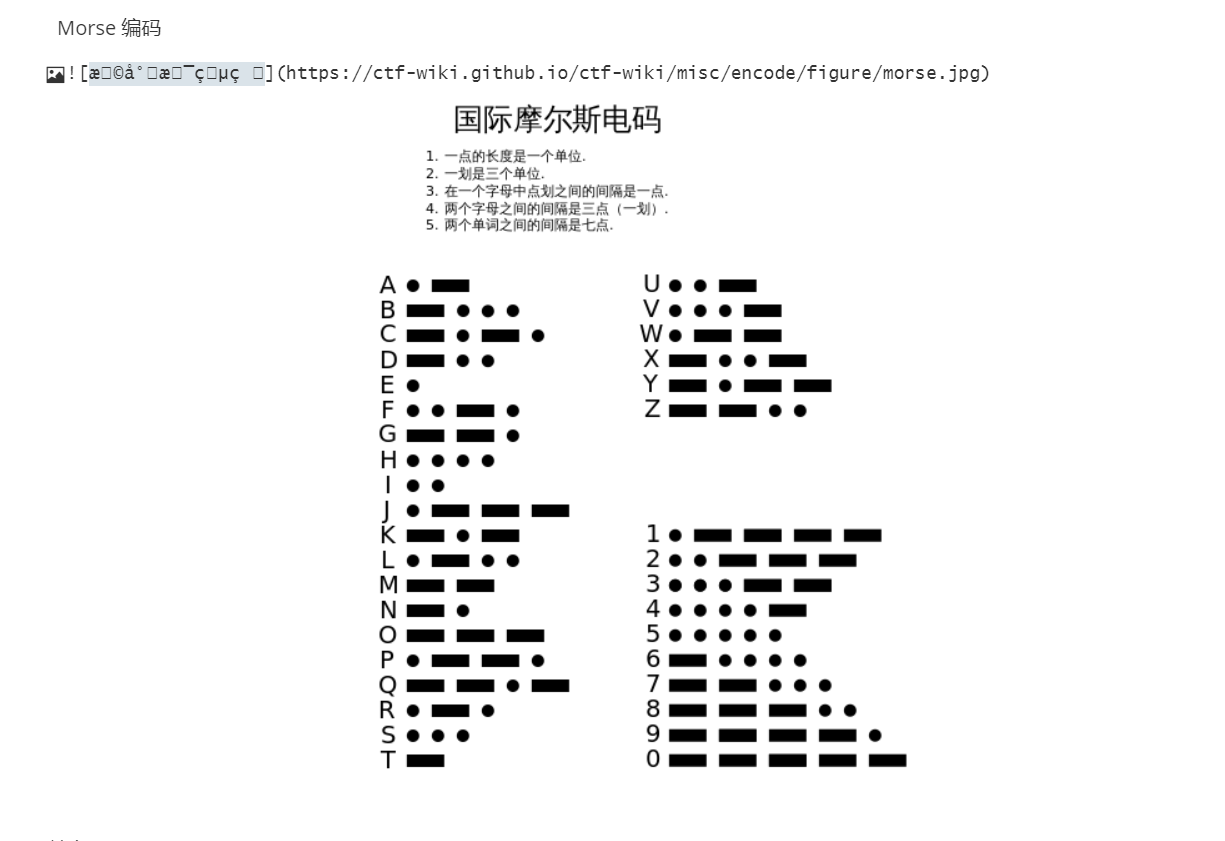 Morse 编码
![æ©å°æ¯çµç ](https://ctf-wiki.github.io/ctf-wiki/misc/encode/figure/morse.jpg)
国际摩尔斯电码
1. 一点的长度是一个单位.
2. 一划是三个单位.
3. 在一个字母中点划之间的间隔是一点.
4. 两个字母之间的间隔是三点（一划）.
5. 两个单词之间的间隔是七点.
A
B
C
D
E
F
G
H
I
J
K
L
M
N
O
P
Q
R
S
T
U
V
W
X
Y
Z
1
2
3
4
5
6
7
8
9
0